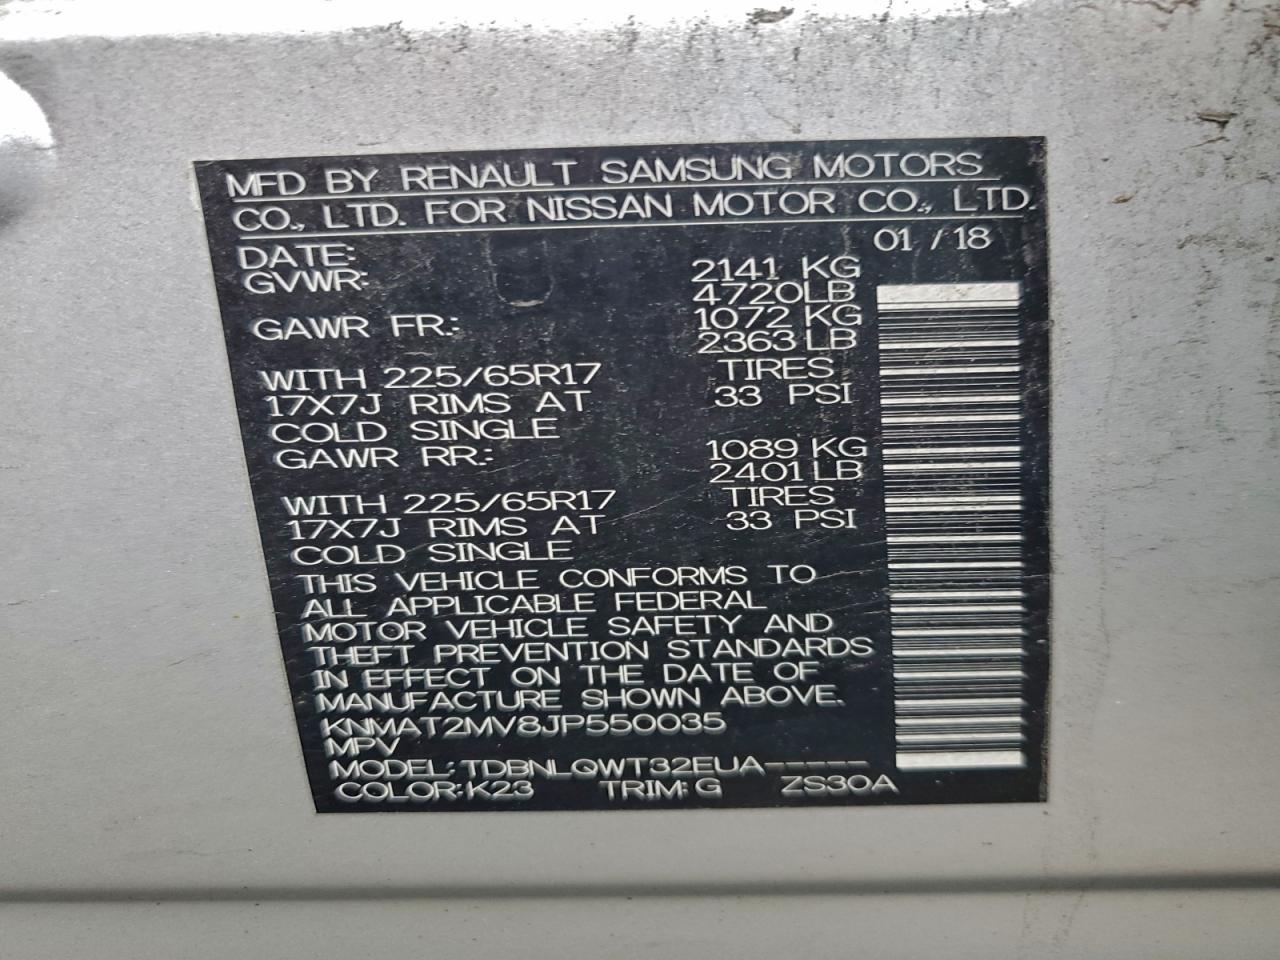 MFD BY RENAULT SAMSUNG MOTORS
CO., LTD. FOR NISSAN MOTOR CO., LTD.
DATE: 01 / 18
GVWR: 2141 KG
4720LB
GAWR FR.: 1072 KG
2363LB
WITH 225/65R17 TIRES
17X7J RIMS AT 33 PSI
COLD SINGLE
GAWR RR.: 1089 KG
2401LB
WITH 225/65R17 TIRES
17X7J RIMS AT 33 PSI
COLD SINGLE
THIS VEHICLE CONFORMS TO
ALL APPLICABLE FEDERAL
MOTOR VEHICLE SAFETY AND
THEFT PREVENTION STANDARDS
IN EFFECT ON THE DATE OF
MANUFACTURE SHOWN ABOVE.
KNMAT2MV8JP550035
MPV
MODEL: TDBNLQWT32EUA-----
COLOR: K23 TRIM: G ZS30A